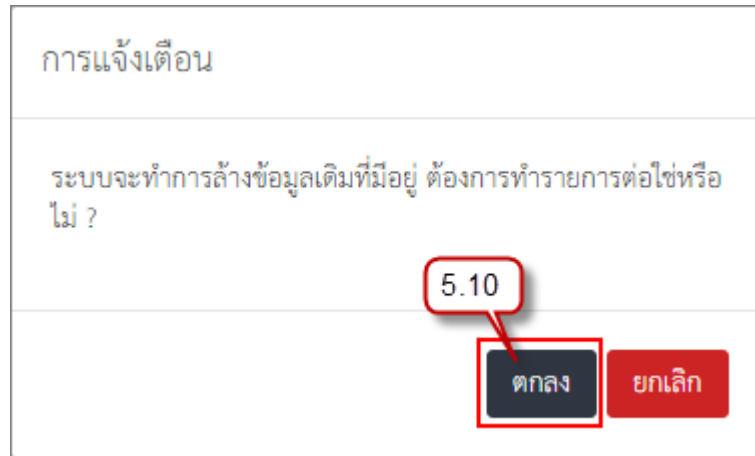 การแจ้งเตือน
ระบบจะทำการล้างข้อมูลเดิมที่มีอยู่ ต้องการทำรายการต่อใช่หรือ
ไม่ ?
5.10
ตกลง ยกเลิก